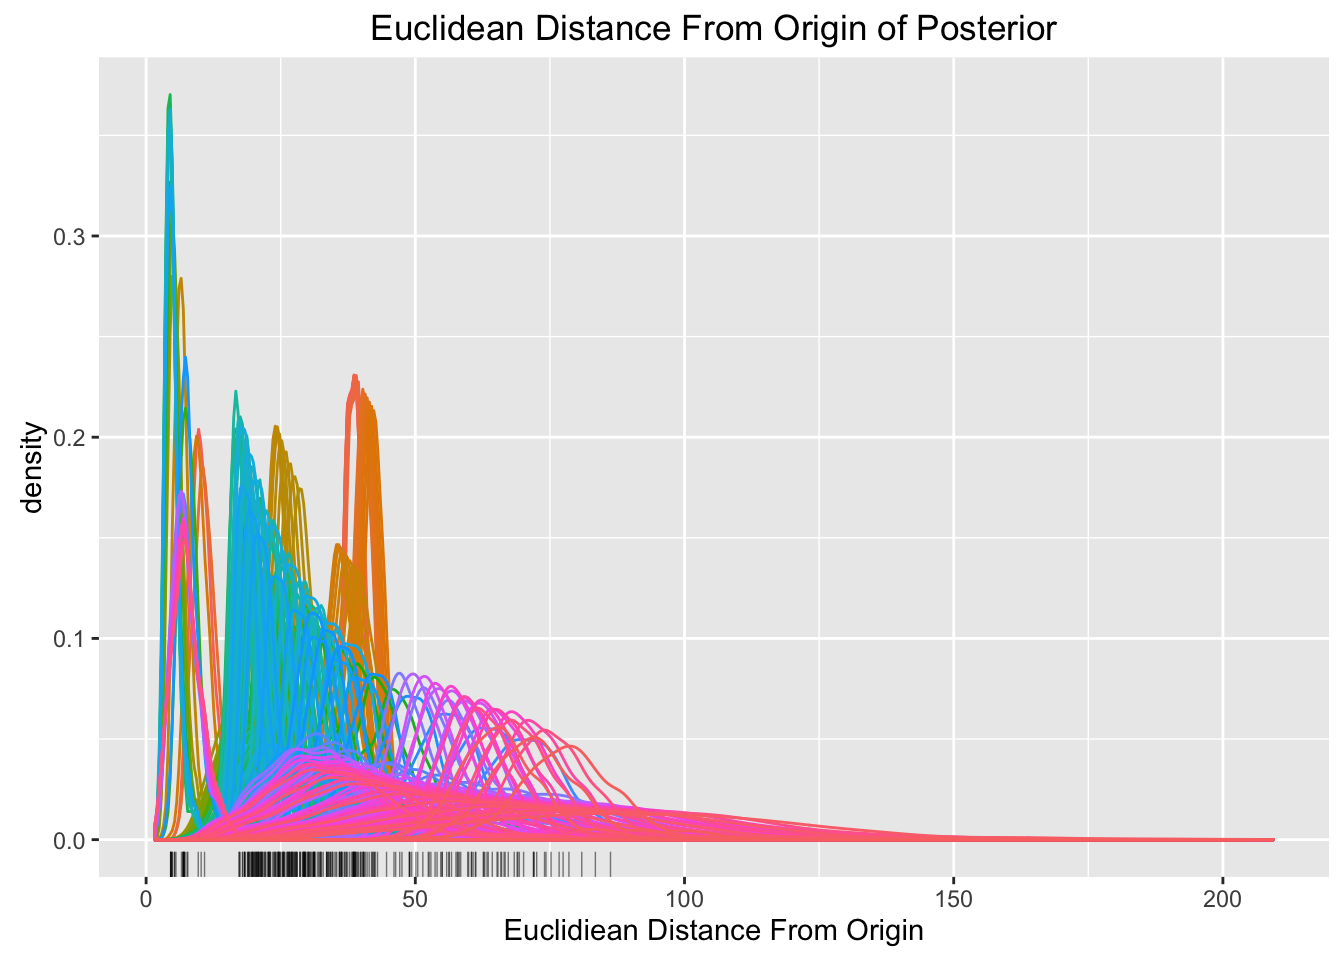 Euclidean Distance From Origin of Posterior
density
0.3
0.2
0.1
0.0
0 50 100 150 200
Euclidiean Distance From Origin